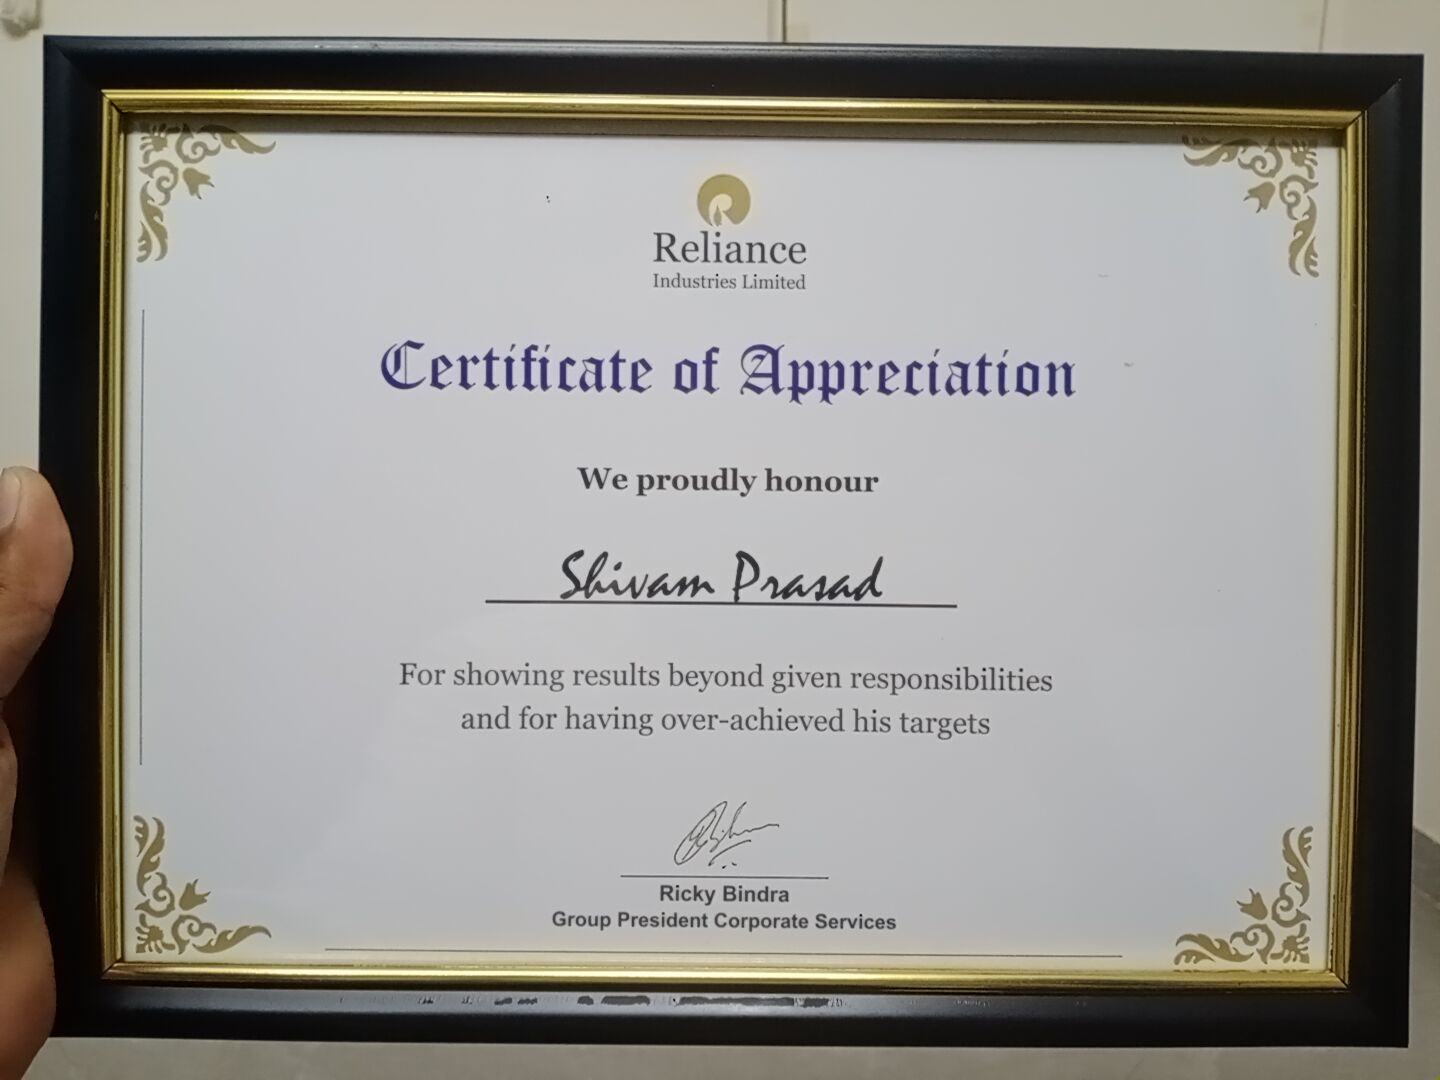 Reliance
Industries Limited
Certificate of Appreciation
We proudly honour
Shivam Prasad
For showing results beyond given responsibilities
and for having over-achieved his targets
Ricky Bindra
Group President Corporate Services